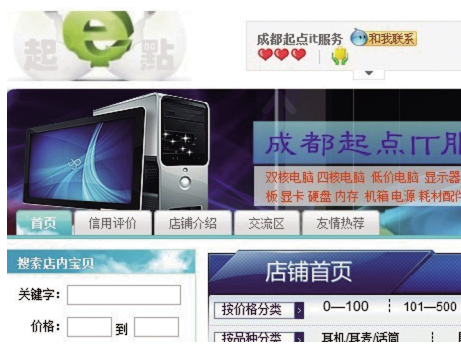 起 e 點
成都起点it服务 和我联系
成都起点IT服
双核电脑 四核电脑 低价电脑 显示器
板 显卡 硬盘 内存 机箱 电源 耗材配件
首页 信用评价 店铺介绍 交流区 友情热荐
搜索店内宝贝
关键字：
价格： 到
店铺首页
按价格分类 0—100 101—500
按品种分类 耳机/耳麦/话筒